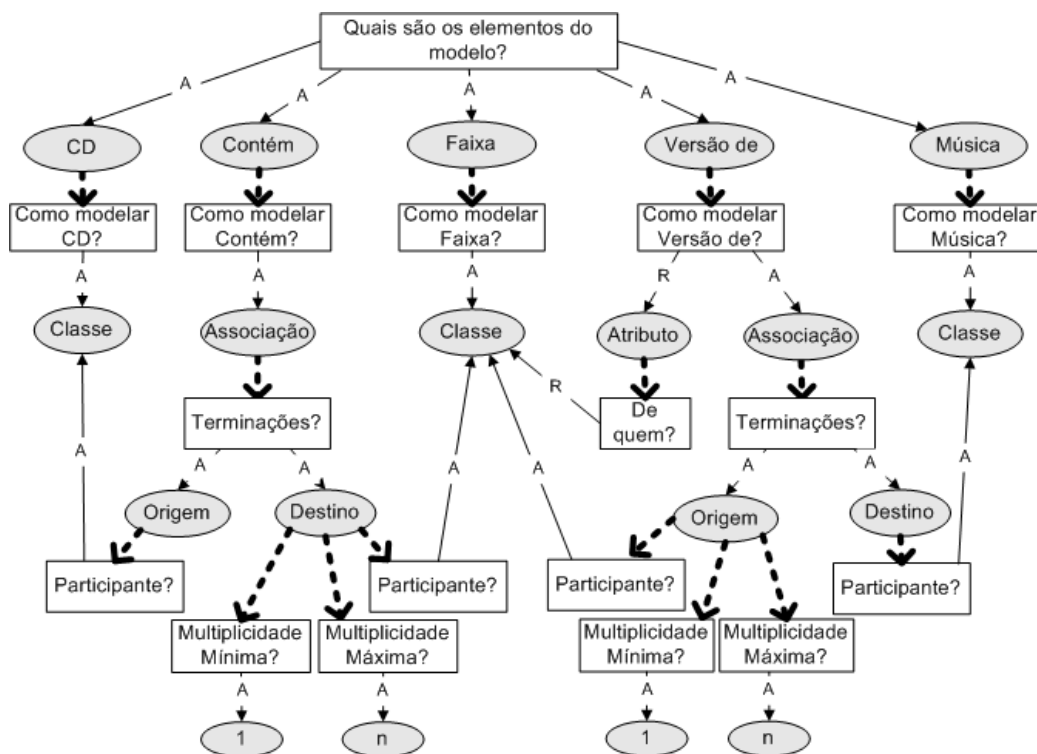 Quais são os elementos do
modelo?
A
A
A
A
A
CD
Contém
Faixa
Versão de
Música
Como modelar
CD?
Como modelar
Contém?
Como modelar
Faixa?
Como modelar
Versão de?
Como modelar
Música?
A
A
A
R
A
A
Classe
Associação
Classe
Atributo
Associação
Classe
R
Terminações?
De
quem?
Terminações?
A
A
A
A
A
A
A
A
Origem
Destino
Origem
Destino
Participante?
Participante?
Participante?
Participante?
Multiplicidade
Mínima?
Multiplicidade
Máxima?
Multiplicidade
Mínima?
Multiplicidade
Máxima?
A
A
A
A
1
n
1
n